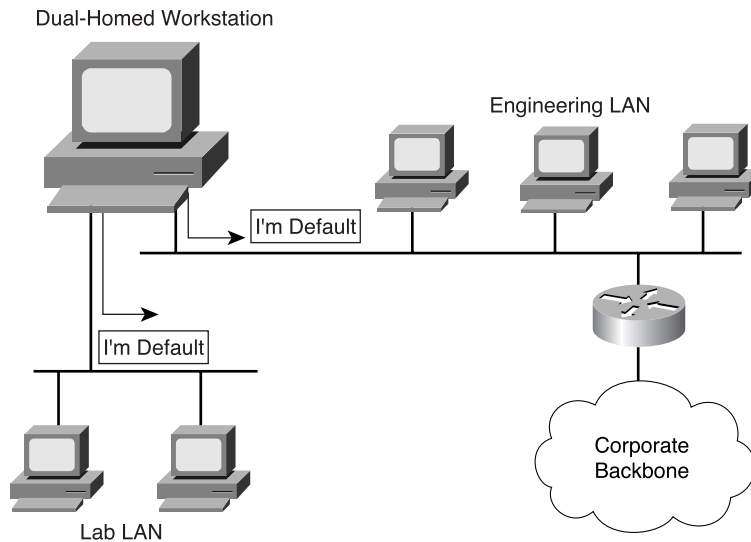 Dual-Homed Workstation
Engineering LAN
I'm Default
I'm Default
Corporate
Backbone
Lab LAN